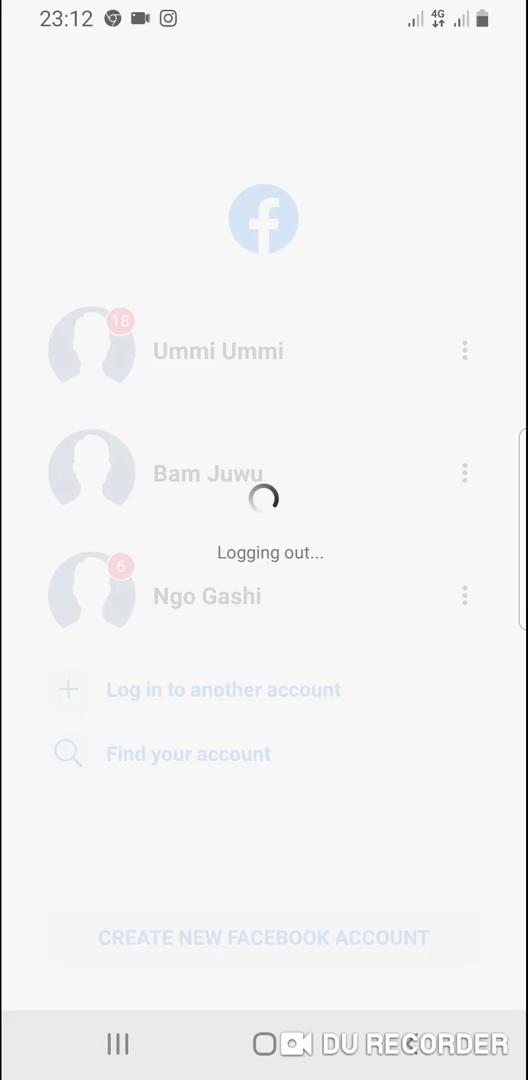 23:12
4G
18
Ummi Ummi
Bam Juwu
Logging out...
6
Ngo Gashi
Log in to another account
Find your account
CREATE NEW FACEBOOK ACCOUNT
DU RECORDER